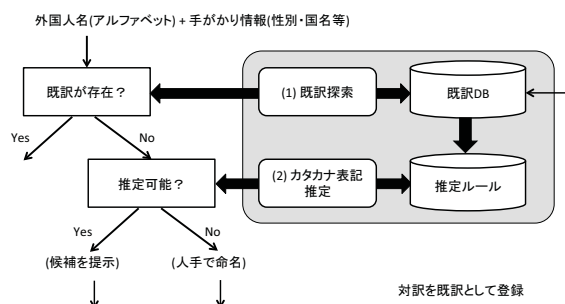 外国人名(アルファベット) + 手がかり情報(性別・国名等)
既訳が存在？
(1) 既訳探索
既訳DB
Yes
No
推定可能？
(2) カタカナ表記
推定
推定ルール
Yes
No
(候補を提示)
(人手で命名)
対訳を既訳として登録